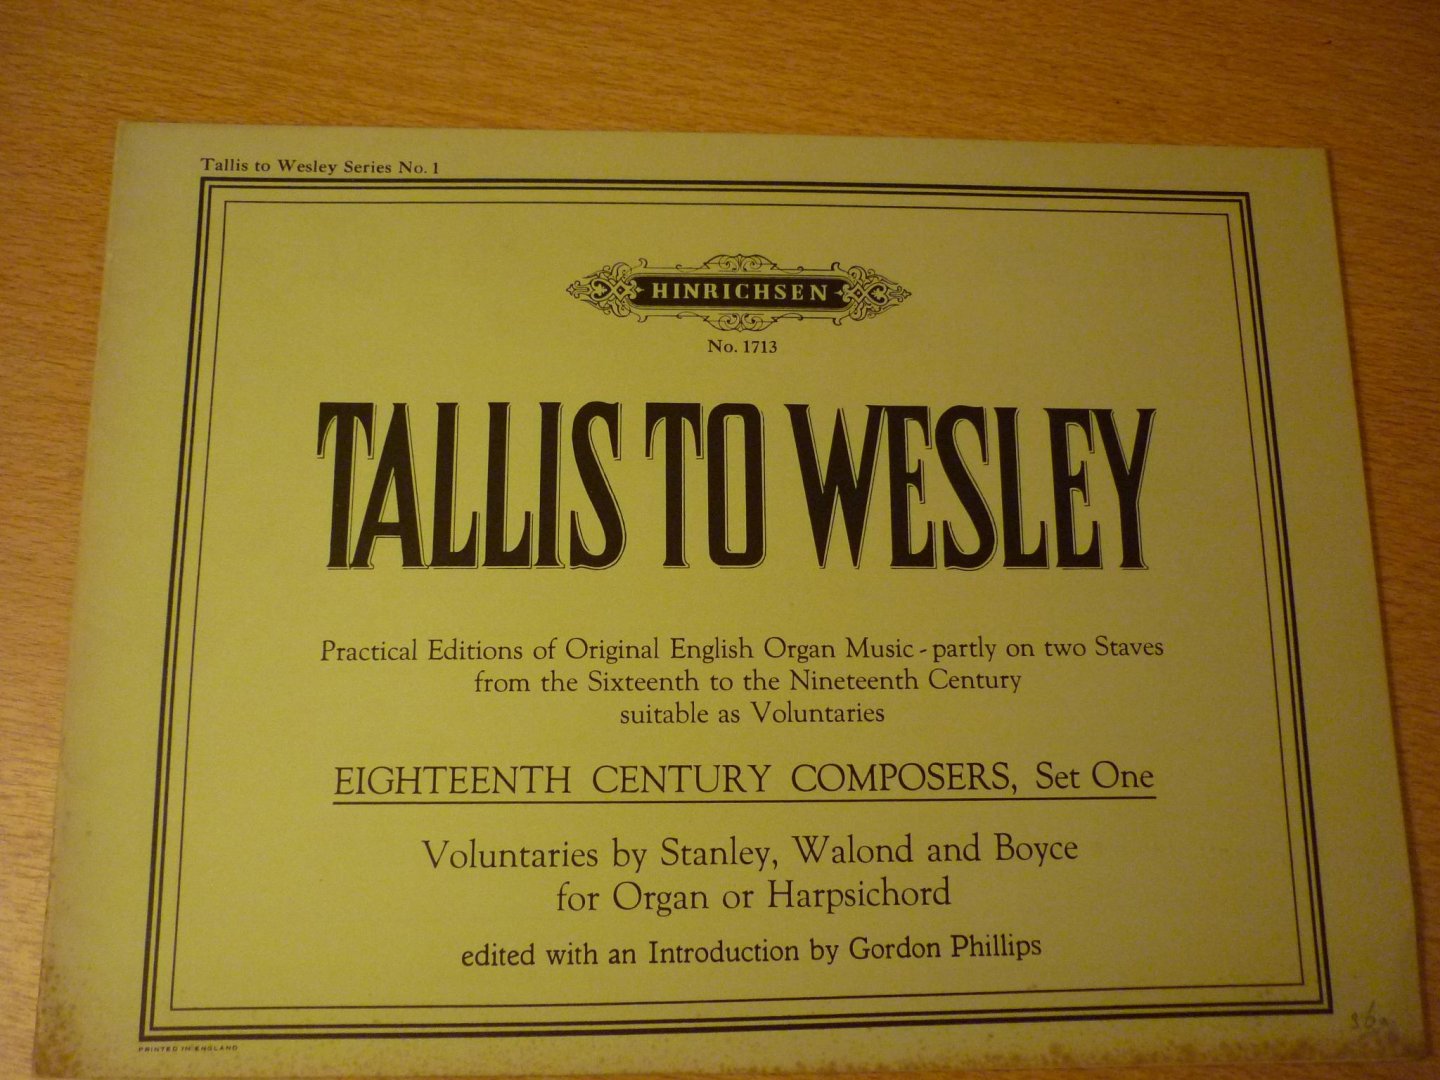 Tallis to Wesley Series No. 1
HINRICHSEN
No. 1713
TALLIS TO WESLEY
Practical Editions of Original English Organ Music - partly on two Staves
from the Sixteenth to the Nineteenth Century
suitable as Voluntaries
EIGHTEENTH CENTURY COMPOSERS, Set One
Voluntaries by Stanley, Walond and Boyce
for Organ or Harpsichord
edited with an Introduction by Gordon Phillips
PRINTED IN ENGLAND